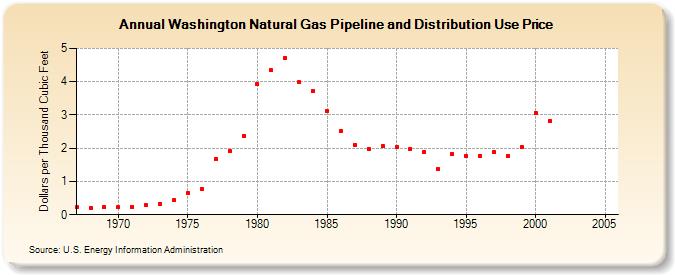 Annual Washington Natural Gas Pipeline and Distribution Use Price
Dollars per Thousand Cubic Feet
5
4
3
2
1
0
1970 1975 1980 1985 1990 1995 2000 2005
Source: U.S. Energy Information Administration